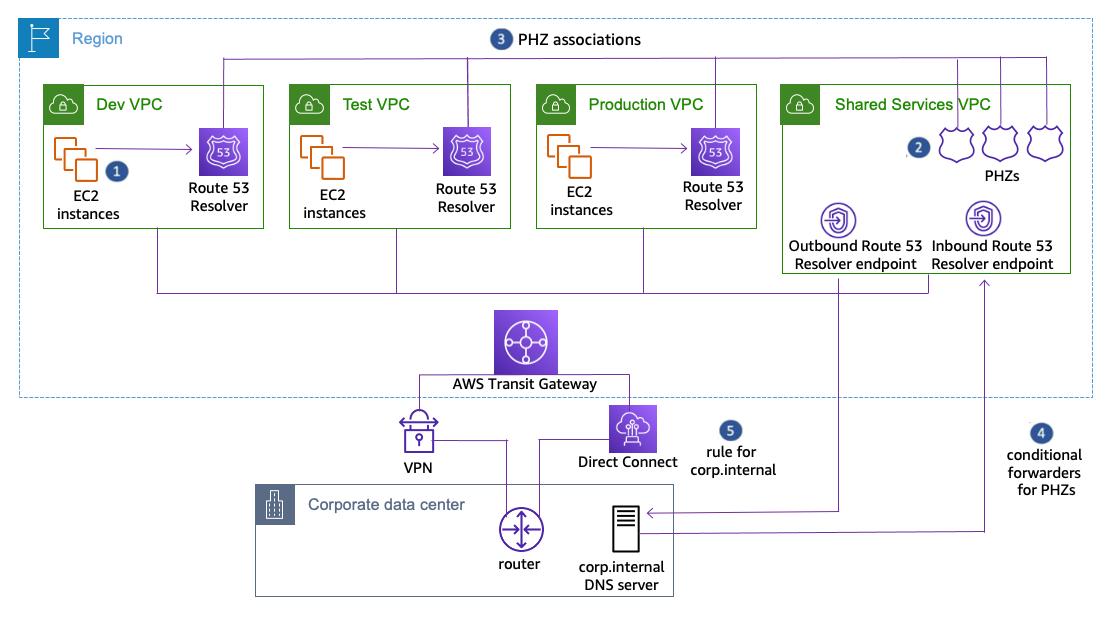 Region
3 PHZ associations
Dev VPC
Test VPC
Production VPC
Shared Services VPC
53
53
53
1
2
EC2
instances
Route 53
Resolver
EC2
instances
Route 53
Resolver
EC2
instances
Route 53
Resolver
PHZs
Outbound Route 53
Resolver endpoint
Inbound Route 53
Resolver endpoint
AWS Transit Gateway
VPN
Direct Connect
5
rule for
corp.internal
4
conditional
forwarders
for PHZs
Corporate data center
router
corp.internal
DNS server